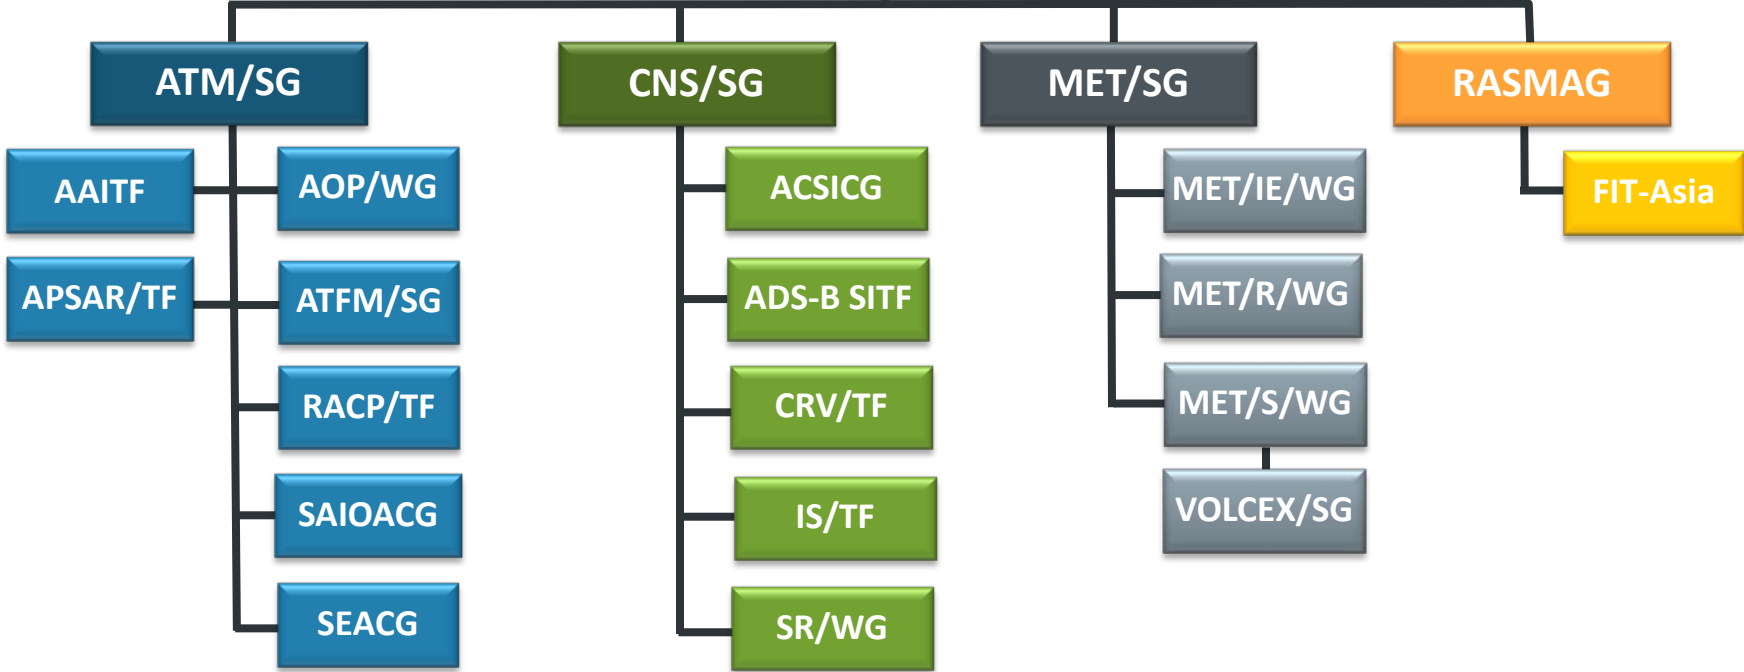 ATM/SG
CNS/SG
MET/SG
RASMAG
AAITF
AOP/WG
APSAR/TF
ATFM/SG
RACP/TF
SAIOACG
SEACG
ACSICG
ADS-B SITF
CRV/TF
IS/TF
SR/WG
MET/IE/WG
MET/R/WG
MET/S/WG
VOLCEX/SG
FIT-Asia